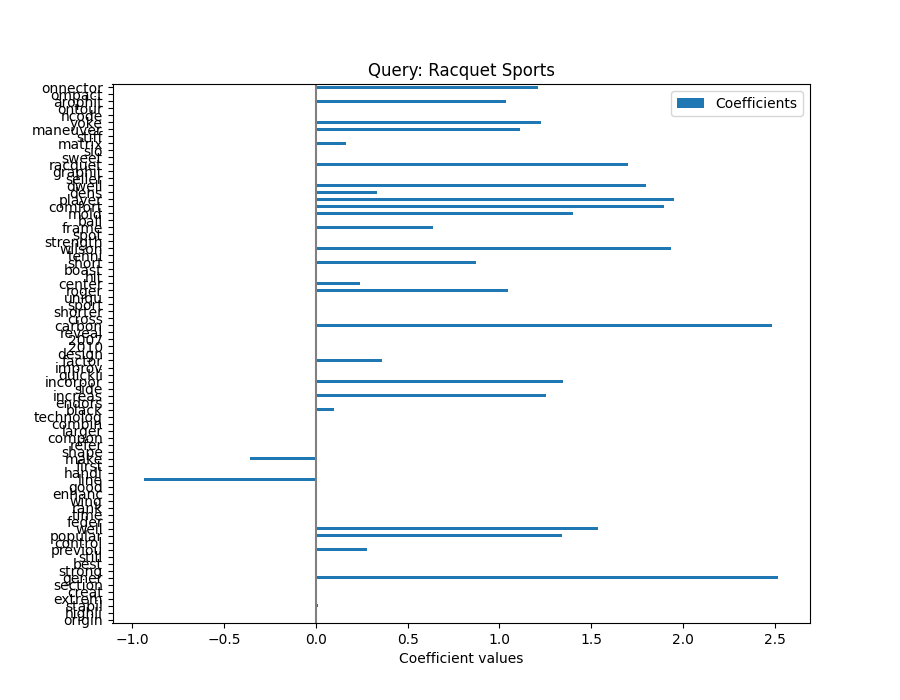 Query: Racquet Sports
Coefficients
onnector
ompact
arophit
ontour
ncode
yoke
maneuver
stiff
matrix
slo
sweet
racquet
graphit
seller
dwell
dens
player
comfort
mold
ball
frame
spot
strength
wilson
tenni
short
boast
hit
center
roger
uniqu
sport
shorter
cross
carbon
reveal
2007
2010
design
factor
improv
quickli
incorpor
side
increas
endors
black
technolog
combin
larger
compon
refer
shape
make
first
handl
line
good
enhanc
wing
rank
time
feder
well
popular
control
previou
still
best
strong
gener
section
creat
extrem
stabil
highli
origin
−1.0 −0.5 0.0 0.5 1.0 1.5 2.0 2.5
Coefficient values